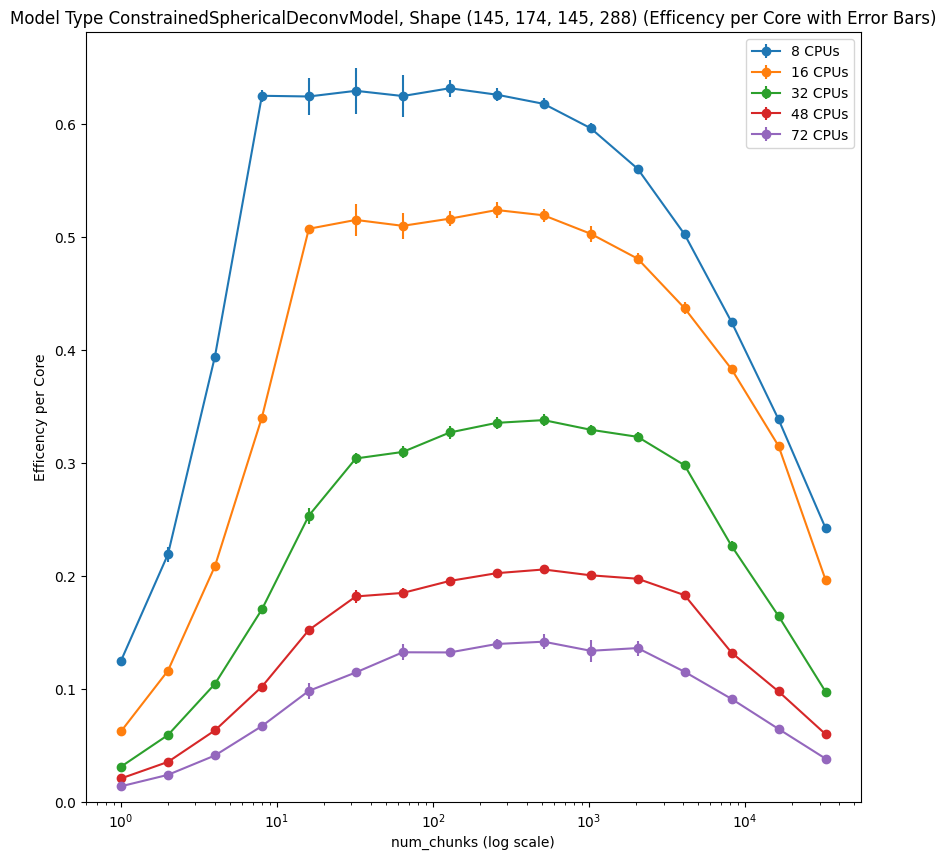 Model Type ConstrainedSphericalDeconvModel, Shape (145, 174, 145, 288) (Efficency per Core with Error Bars)
8 CPUs
16 CPUs
32 CPUs
48 CPUs
72 CPUs
Efficency per Core
0.6
0.5
0.4
0.3
0.2
0.1
0.0
10⁰ 10¹ 10² 10³ 10⁴
num_chunks (log scale)